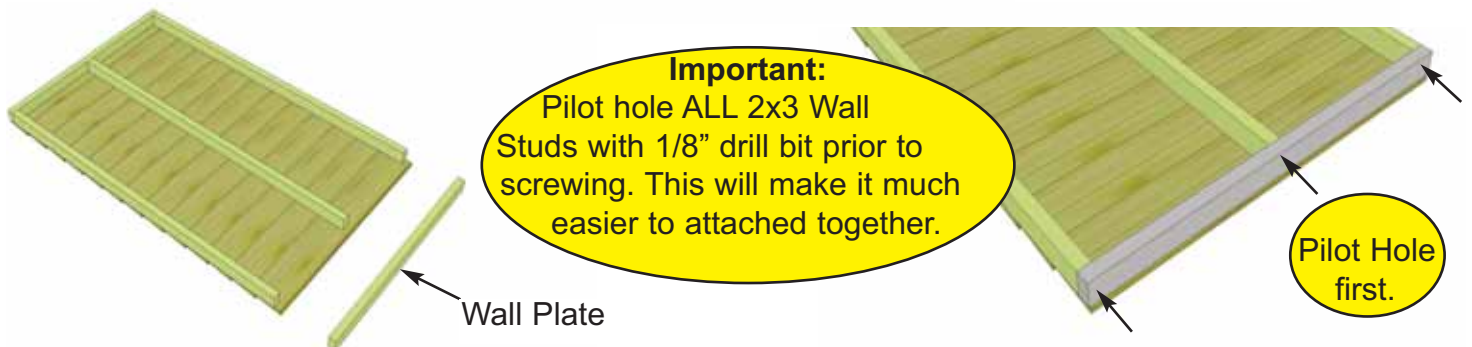 Important:
Pilot hole ALL 2x3 Wall
Studs with 1/8” drill bit prior to
screwing. This will make it much
easier to attached together.
Wall Plate
Pilot Hole
first.